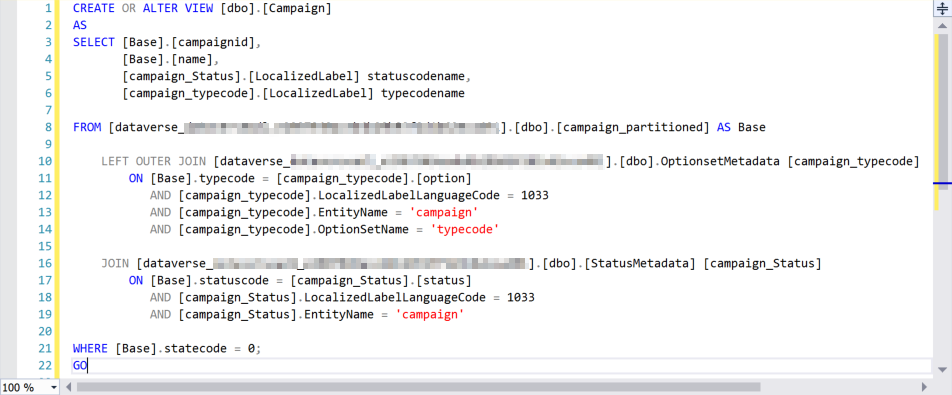 1 CREATE OR ALTER VIEW [dbo].[Campaign]
2 AS
3 SELECT [Base].[campaignid],
4 [Base].[name],
5 [campaign_Status].[LocalizedLabel] statuscodename,
6 [campaign_typecode].[LocalizedLabel] typecodename
7
8 FROM [dataverse_ ].[dbo].[campaign_partitioned] AS Base
9
10 LEFT OUTER JOIN [dataverse_ ].[dbo].OptionsetMetadata [campaign_typecode]
11 ON [Base].typecode = [campaign_typecode].[option]
12 AND [campaign_typecode].LocalizedLabelLanguageCode = 1033
13 AND [campaign_typecode].EntityName = 'campaign'
14 AND [campaign_typecode].OptionSetName = 'typecode'
15
16 JOIN [dataverse_ ].[dbo].[StatusMetadata] [campaign_Status]
17 ON [Base].statuscode = [campaign_Status].[status]
18 AND [campaign_Status].LocalizedLabelLanguageCode = 1033
19 AND [campaign_Status].EntityName = 'campaign'
20
21 WHERE [Base].statecode = 0;
22 GO
100 %